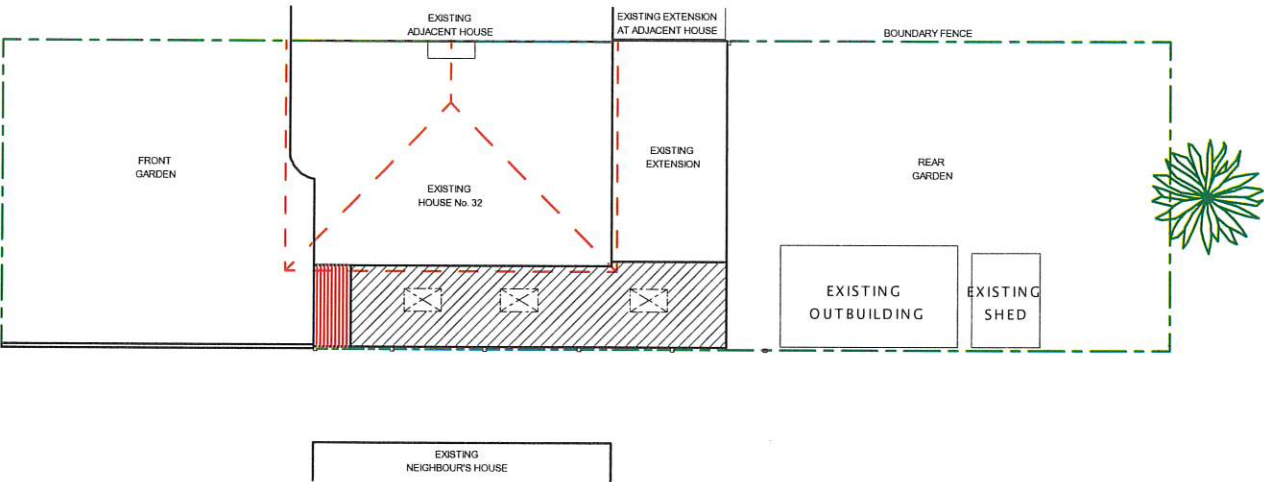 EXISTING
ADJACENT HOUSE
EXISTING EXTENSION
AT ADJACENT HOUSE
BOUNDARY FENCE
FRONT
GARDEN
EXISTING
HOUSE No. 32
EXISTING
EXTENSION
REAR
GARDEN
EXISTING
OUTBUILDING
EXISTING
SHED
EXISTING
NEIGHBOUR'S HOUSE